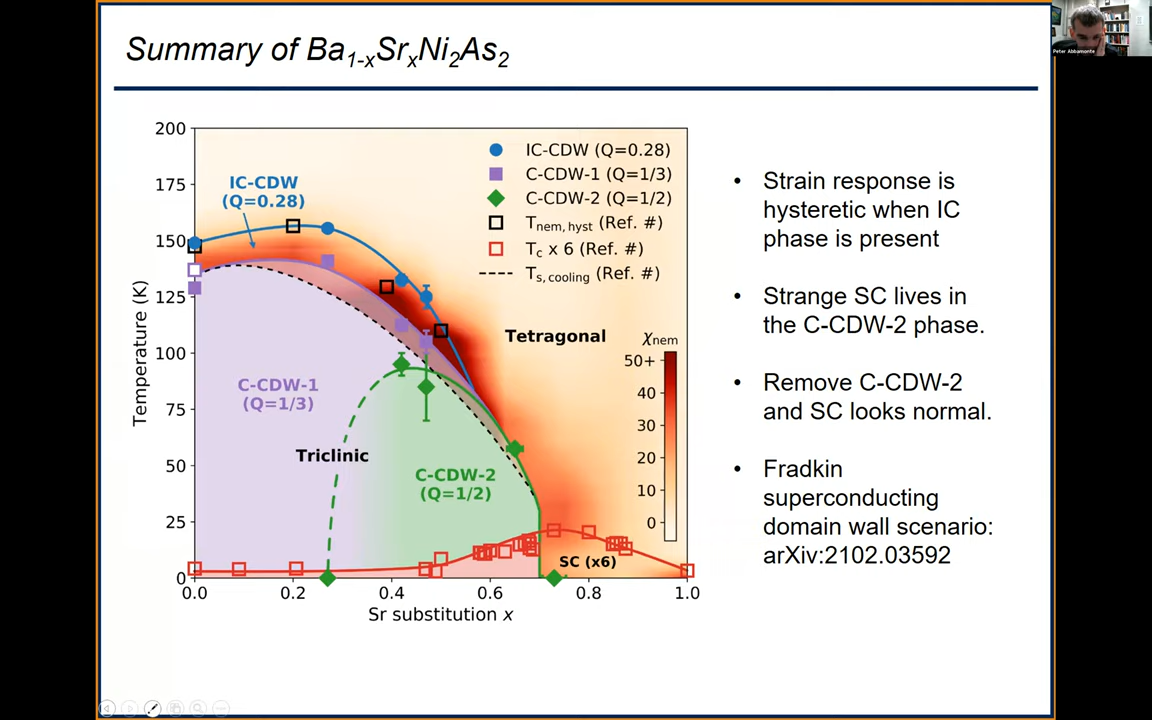 Summary of Ba1-xSrxNi2As2
Peter Abbamonte
200
175
150
125
100
75
50
25
0
Temperature (K)
0.0
0.2
0.4
0.6
0.8
1.0
Sr substitution x
IC-CDW
(Q=0.28)
IC-CDW (Q=0.28)
C-CDW-1 (Q=1/3)
C-CDW-2 (Q=1/2)
Tnem, hyst (Ref. #)
Tc x 6 (Ref. #)
Ts, cooling (Ref. #)
Tetragonal
χnem
50+
40
30
20
10
0
C-CDW-1
(Q=1/3)
Triclinic
C-CDW-2
(Q=1/2)
SC (x6)
• Strain response is
hysteretic when IC
phase is present
• Strange SC lives in
the C-CDW-2 phase.
• Remove C-CDW-2
and SC looks normal.
• Fradkin
superconducting
domain wall scenario:
arXiv:2102.03592